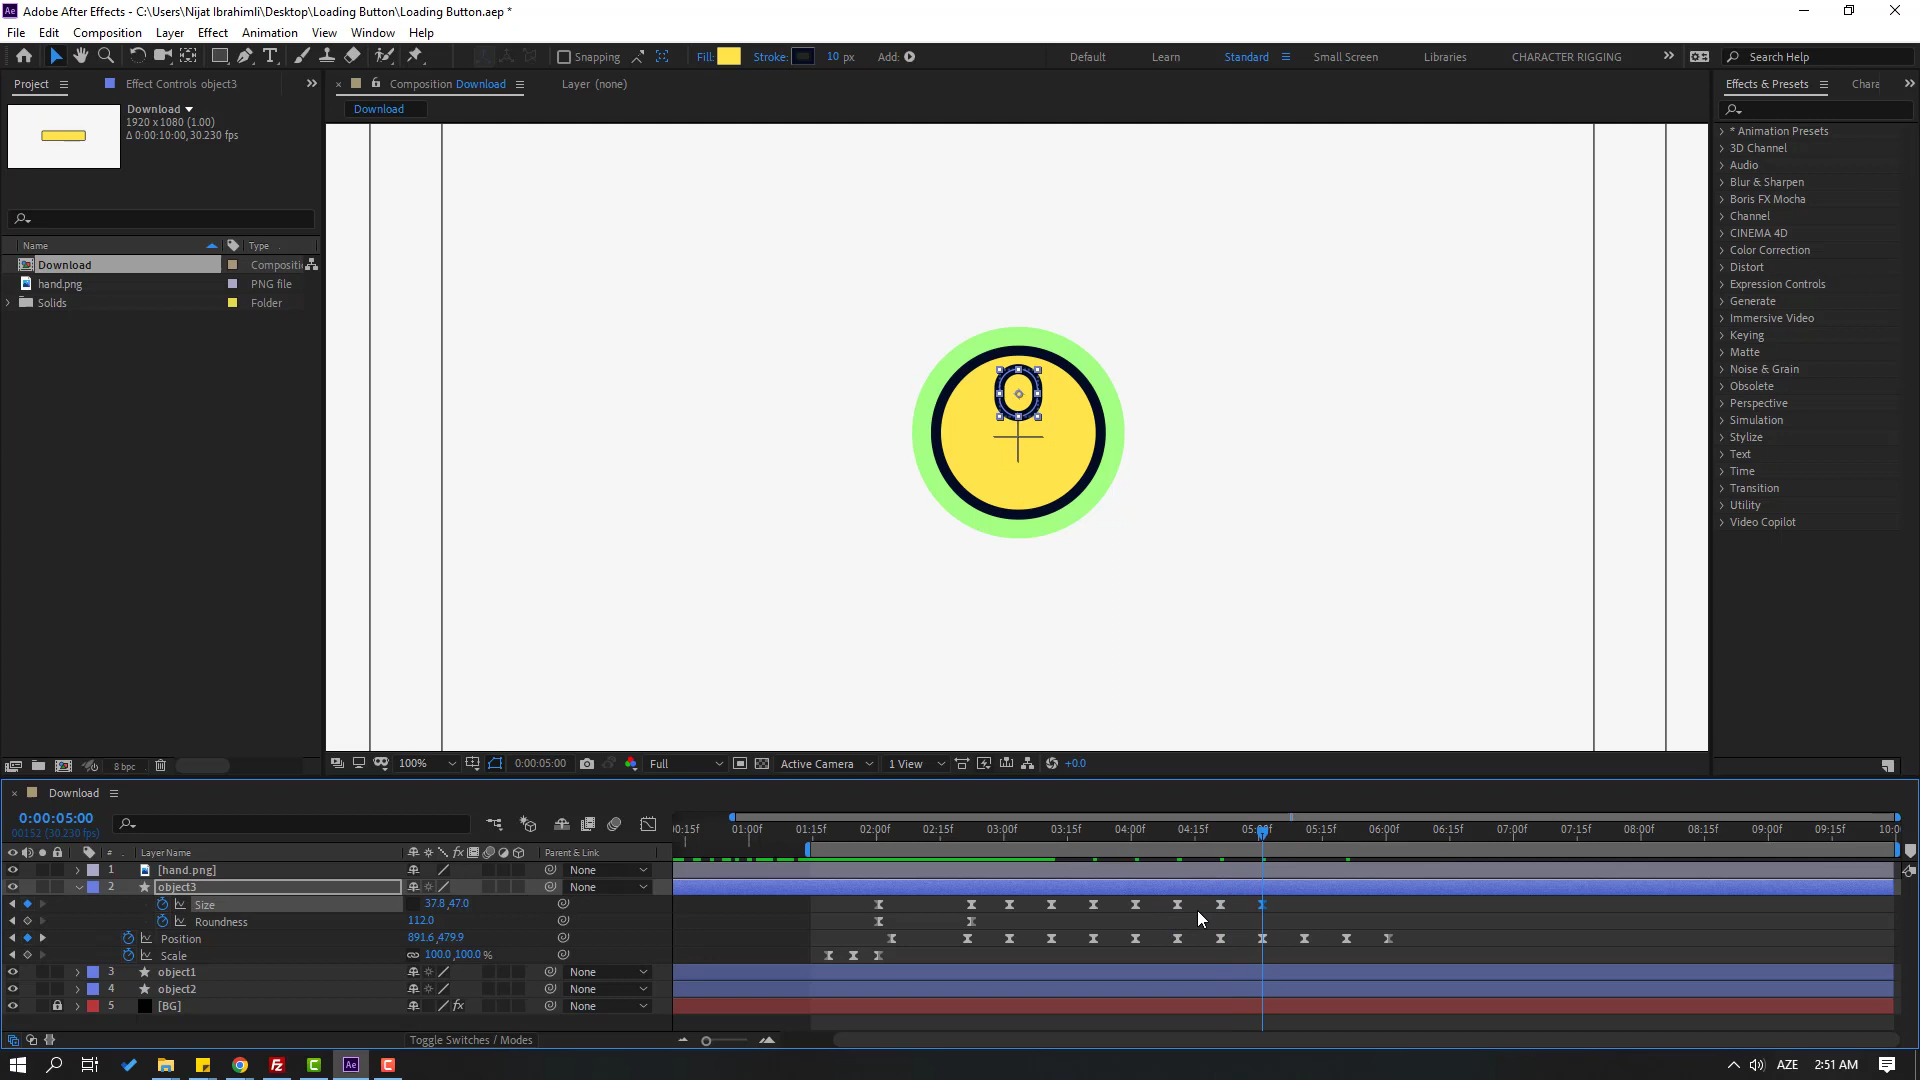 Adobe After Effects - C:\Users\Nijat Ibrahimli\Desktop\Loading Button\Loading Button.aep *
File Edit Composition Layer Effect Animation View Window Help
Snapping Fill: Stroke: 10 px Add: Default Learn Standard Small Screen Libraries CHARACTER RIGGING Search Help
Project Effect Controls object3
Composition Download Layer (none)
Effects & Presets Chara
Download
1920 x 1080 (1.00)
Δ 0:00:10:00, 30.230 fps
Download
Name Type
Download Compositi
hand.png PNG file
Solids Folder
* Animation Presets
3D Channel
Audio
Blur & Sharpen
Boris FX Mocha
Channel
CINEMA 4D
Color Correction
Distort
Expression Controls
Generate
Immersive Video
Keying
Matte
Noise & Grain
Obsolete
Perspective
Simulation
Stylize
Text
Time
Transition
Utility
Video Copilot
8 bpc
100% 0:00:05:00 Full Active Camera 1 View +0.0
Download
0:00:05:00
00152 (30.230 fps)
0:15f 01:00f 01:15f 02:00f 02:15f 03:00f 03:15f 04:00f 04:15f 05:00f 05:15f 06:00f 06:15f 07:00f 07:15f 08:00f 08:15f 09:00f 09:15f 10:0
# Layer Name fx Parent & Link
1 [hand.png] None
2 object3 None
Size 37.8,47.0
Roundness 112.0
Position 891.6,479.9
Scale 100.0,100.0 %
3 object1 None
4 object2 None
5 [BG] fx None
Toggle Switches / Modes
AZE 2:51 AM